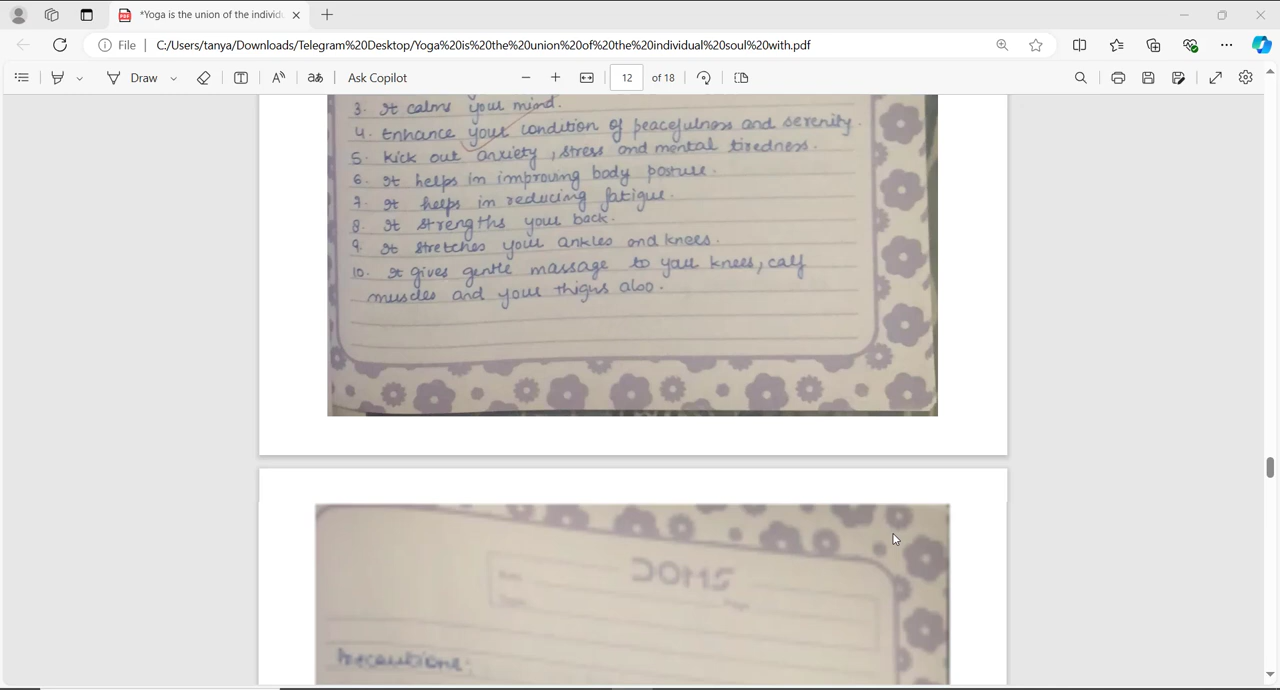 *Yoga is the union of the individu
File
C:/Users/tanya/Downloads/Telegram%20Desktop/Yoga%20is%20the%20union%20of%20the%20individual%20soul%20with.pdf
Draw
Ask Copilot
12 of 18
3. It calms your mind.
4. Enhance your condition of peacefulness and serenity.
5. Kick out anxiety, stress and mental tiredness.
6. It helps in improving body posture.
7. It helps in reducing fatigue.
8. It strengths your back.
9. It stretches your ankles and knees.
10. It gives gentle massage to your knees, calf
muscles and your thighs also.
DOMS
Date
Page
Precautions: